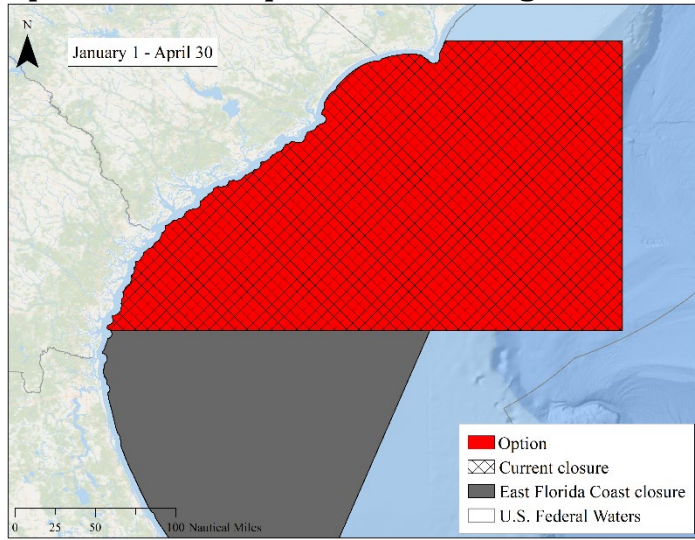 N
January 1 - April 30
Option
Current closure
East Florida Coast closure
U.S. Federal Waters
0 25 50 100 Nautical Miles